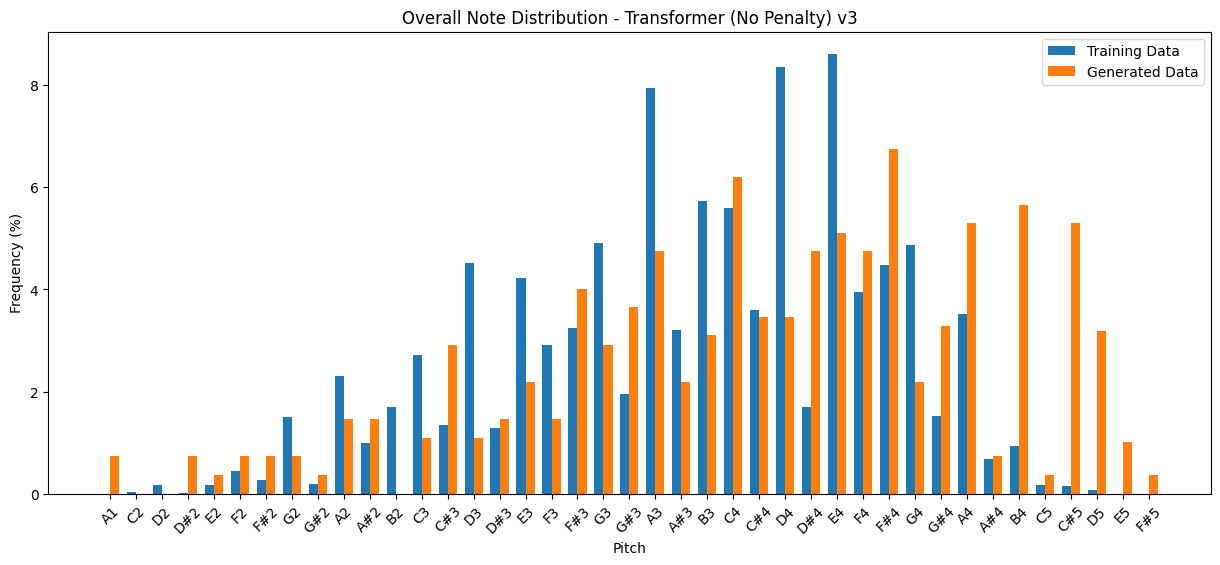 Overall Note Distribution - Transformer (No Penalty) v3
Training Data
Generated Data
Frequency (%)
8
6
4
2
0
A1 C2 D2 D#2 E2 F2 F#2 G2 G#2 A2 A#2 B2 C3 C#3 D3 D#3 E3 F3 F#3 G3 G#3 A3 A#3 B3 C4 C#4 D4 D#4 E4 F4 F#4 G4 G#4 A4 A#4 B4 C5 C#5 D5 E5 F#5
Pitch